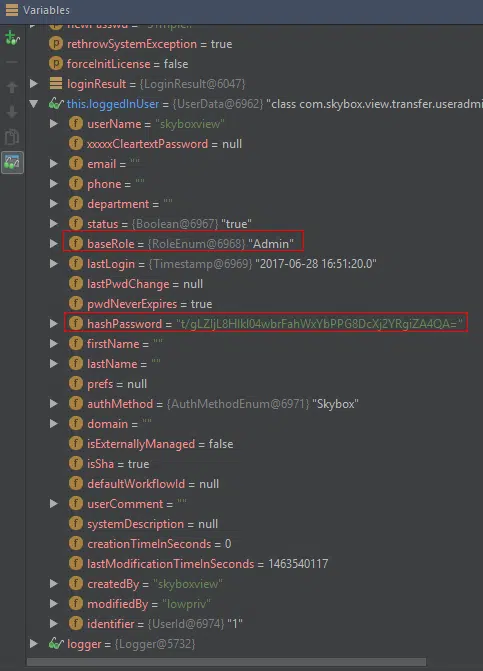 Variables
rethrowSystemException = true
forceInitLicense = false
loginResult = {LoginResult@6047}
this.loggedInUser = {UserData@6962} "class com.skybox.view.transfer.useradmi
userName = "skyboxview"
xxxxxCleartextPassword = null
email = ""
phone = ""
department = ""
status = {Boolean@6967} "true"
baseRole = {RoleEnum@6968} "Admin"
lastLogin = {Timestamp@6969} "2017-06-28 16:51:20.0"
lastPwdChange = null
pwdNeverExpires = true
hashPassword =
firstName = ""
lastName = ""
prefs = null
authMethod = {AuthMethodEnum@6971} "Skybox"
domain = ""
isExternallyManaged = false
isSha = true
defaultWorkflowId = null
userComment = ""
systemDescription = null
creationTimeInSeconds = 0
lastModificationTimeInSeconds = 1463540117
createdBy = "skyboxview"
modifiedBy = "lowpriv"
identifier = {UserId@6974} "1"
logger = {Logger@5732}